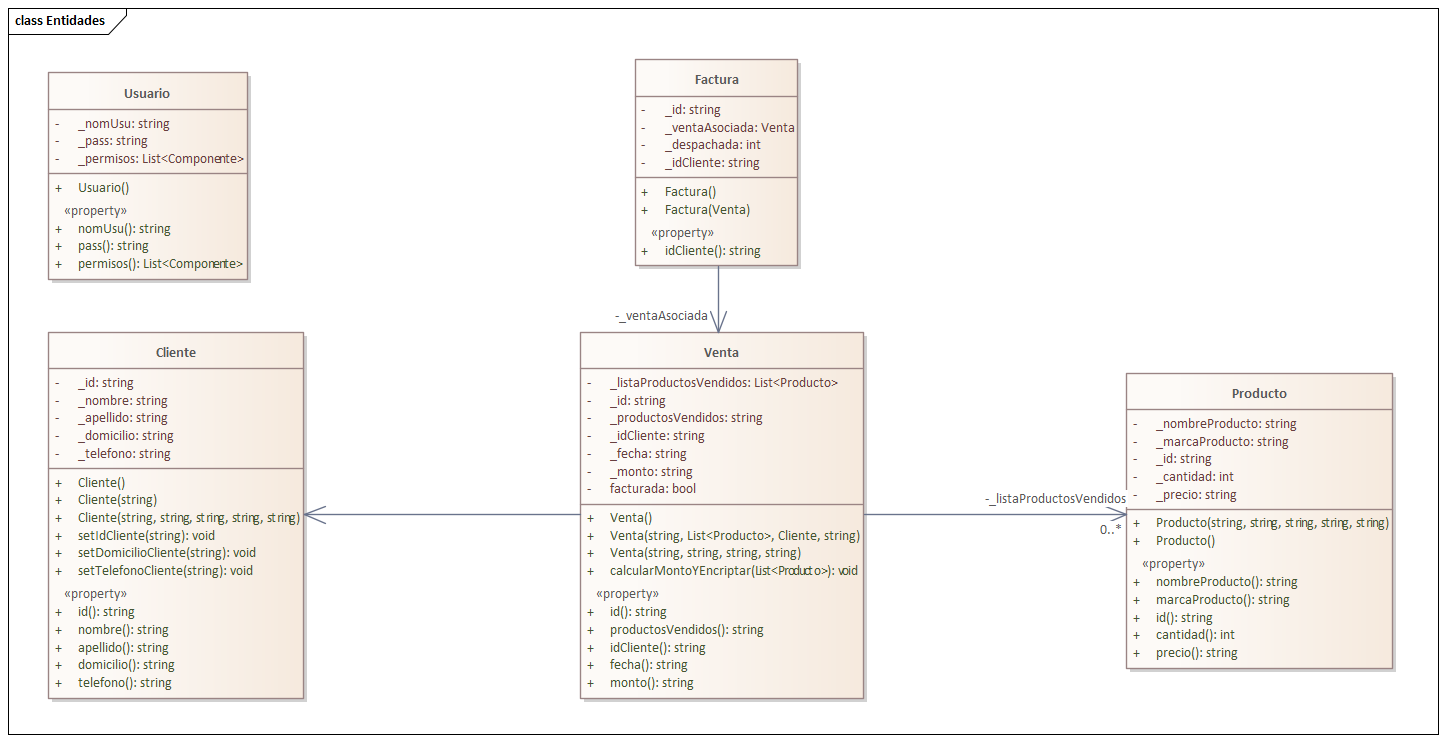 class Entidades
Usuario
- _nomUsu: string
- _pass: string
- _permisos: List<Componente>
+ Usuario()
«property»
+ nomUsu(): string
+ pass(): string
+ permisos(): List<Componente>
Factura
- _id: string
- _ventaAsociada: Venta
- _despachada: int
- _idCliente: string
+ Factura()
+ Factura(Venta)
«property»
+ idCliente(): string
-_ventaAsociada
Cliente
- _id: string
- _nombre: string
- _apellido: string
- _domicilio: string
- _telefono: string
+ Cliente()
+ Cliente(string)
+ Cliente(string, string, string, string, string)
+ setIdCliente(string): void
+ setDomicilioCliente(string): void
+ setTelefonoCliente(string): void
«property»
+ id(): string
+ nombre(): string
+ apellido(): string
+ domicilio(): string
+ telefono(): string
Venta
- _listaProductosVendidos: List<Producto>
- _id: string
- _productosVendidos: string
- _idCliente: string
- _fecha: string
- _monto: string
- facturada: bool
+ Venta()
+ Venta(string, List<Producto>, Cliente, string)
+ Venta(string, string, string, string)
+ calcularMontoYEncriptar(List<Producto>): void
«property»
+ id(): string
+ productosVendidos(): string
+ idCliente(): string
+ fecha(): string
+ monto(): string
-_listaProductosVendidos
0..*
Producto
- _nombreProducto: string
- _marcaProducto: string
- _id: string
- _cantidad: int
- _precio: string
+ Producto(string, string, string, string, string)
+ Producto()
«property»
+ nombreProducto(): string
+ marcaProducto(): string
+ id(): string
+ cantidad(): int
+ precio(): string